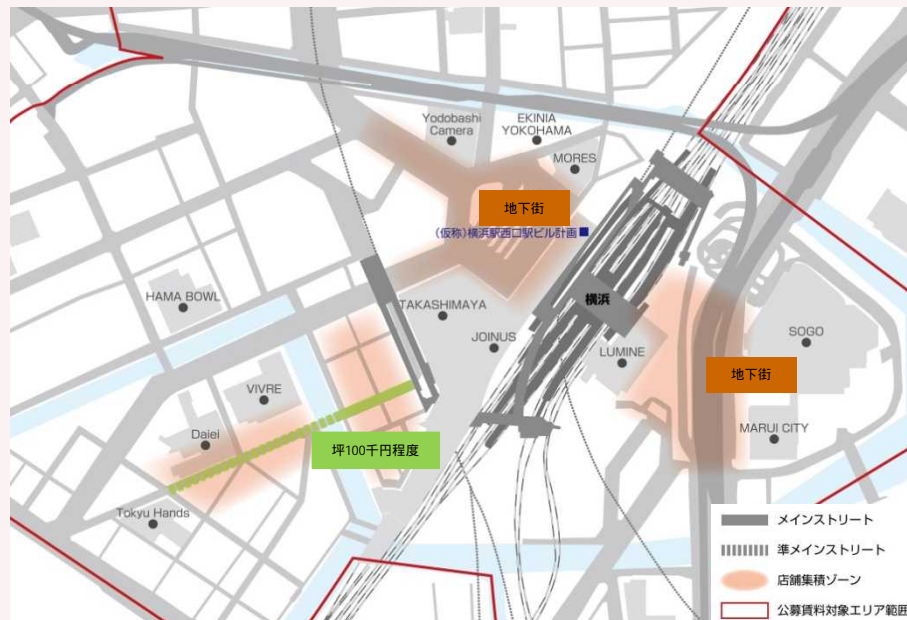 Yodobashi
Camera
EKINIA
YOKOHAMA
MORES
地下街
(仮称)横浜駅西口駅ビル計画
HAMA BOWL
TAKASHIMAYA
横浜
JOINUS
LUMINE
SOGO
地下街
VIVRE
Daiei
坪100千円程度
MARUI CITY
Tokyu Hands
メインストリート
準メインストリート
店舗集積ゾーン
公募賃料対象エリア範囲